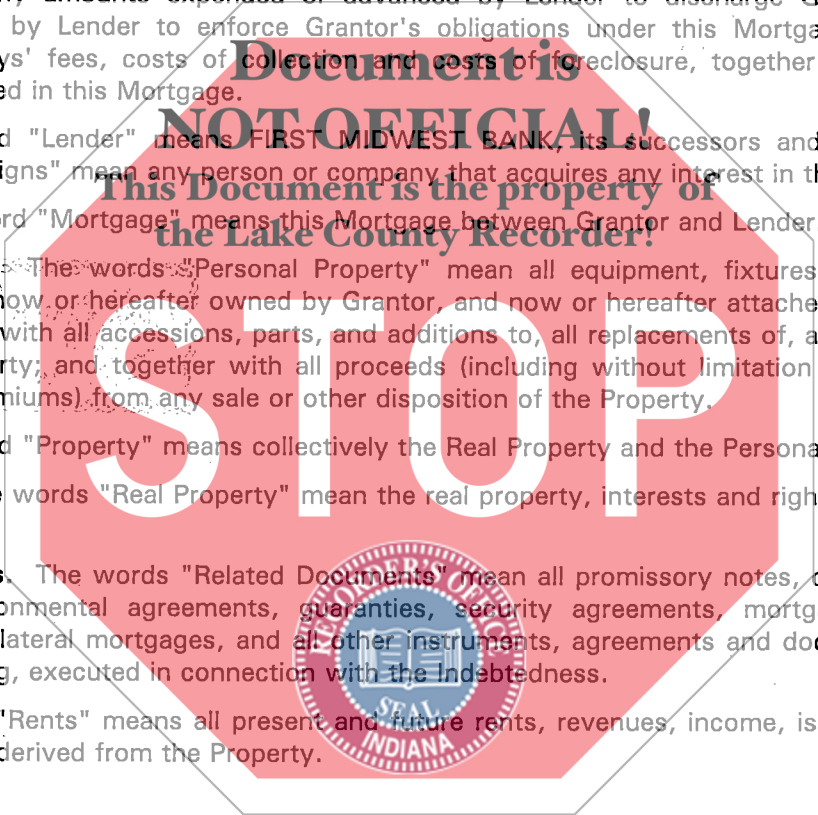 by Lender to enforce Grantor's obligations under this Mortga
ys' fees, costs of collection and costs of foreclosure, together
ed in this Mortgage.
d "Lender" means FIRST MIDWEST BANK, its successors and
igns" mean any person or company that acquires any interest in th
rd "Mortgage" means this Mortgage between Grantor and Lender.
The words "Personal Property" mean all equipment, fixtures
now or hereafter owned by Grantor, and now or hereafter attache
with all accessions, parts, and additions to, all replacements of, a
rty; and together with all proceeds (including without limitation
miums) from any sale or other disposition of the Property.
d "Property" means collectively the Real Property and the Persona
words "Real Property" mean the real property, interests and righ
s. The words "Related Documents" mean all promissory notes, c
onmental agreements, guaranties, security agreements, mortg
lateral mortgages, and all other instruments, agreements and doc
g, executed in connection with the Indebtedness.
"Rents" means all present and future rents, revenues, income, is
derived from the Property.
Document is
NOT OFFICIAL!
This Document is the property of
the Lake County Recorder!
STOP
RECORDER'S OFFICE
SEAL
INDIANA